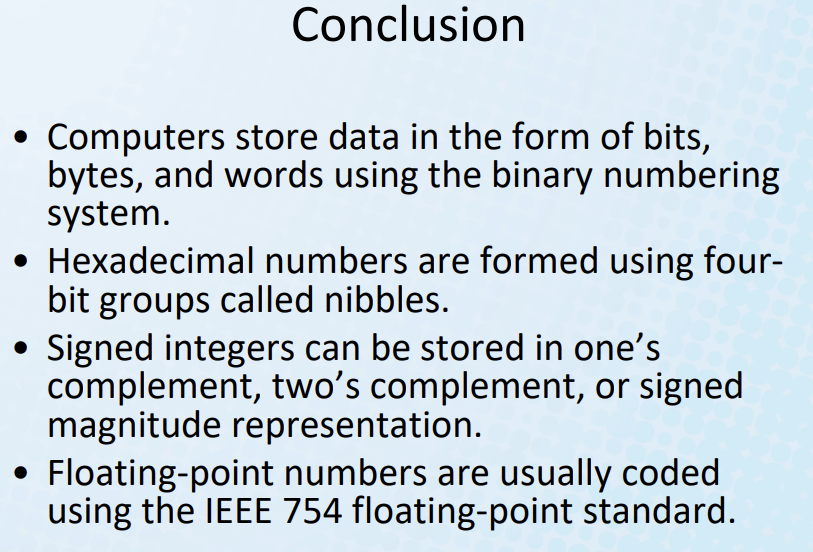 Conclusion
• Computers store data in the form of bits,
bytes, and words using the binary numbering
system.
• Hexadecimal numbers are formed using four-
bit groups called nibbles.
• Signed integers can be stored in one’s
complement, two’s complement, or signed
magnitude representation.
• Floating-point numbers are usually coded
using the IEEE 754 floating-point standard.